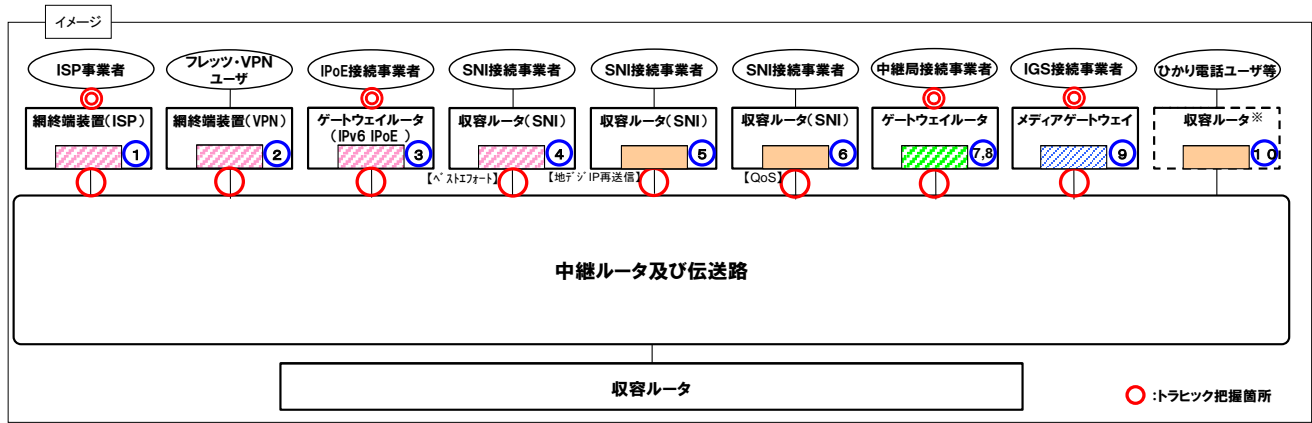 イメージ
ISP事業者
フレッツ・VPN
ユーザ
IPoE接続事業者
SNI接続事業者
SNI接続事業者
SNI接続事業者
中継局接続事業者
IGS接続事業者
ひかり電話ユーザ等
網終端装置(ISP)
網終端装置(VPN)
ゲートウェイルータ
(IPv6 IPoE )
収容ルータ(SNI)
収容ルータ(SNI)
収容ルータ(SNI)
ゲートウェイルータ
メディアゲートウェイ
収容ルータ※
1
2
3
4
5
6
7,8
9
10
【ベストエフォート】
【地デジIP再送信】
【QoS】
中継ルータ及び伝送路
収容ルータ
:トラヒック把握箇所